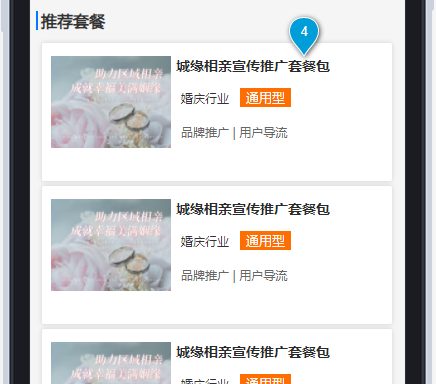 推荐套餐
4
助力区域相亲
成就幸福美满姻缘
城缘相亲宣传推广套餐包
婚庆行业 通用型
品牌推广 | 用户导流
助力区域相亲
成就幸福美满姻缘
城缘相亲宣传推广套餐包
婚庆行业 通用型
品牌推广 | 用户导流
助力区域相亲
成就幸福美满姻缘
城缘相亲宣传推广套餐包
婚庆行业 通用型